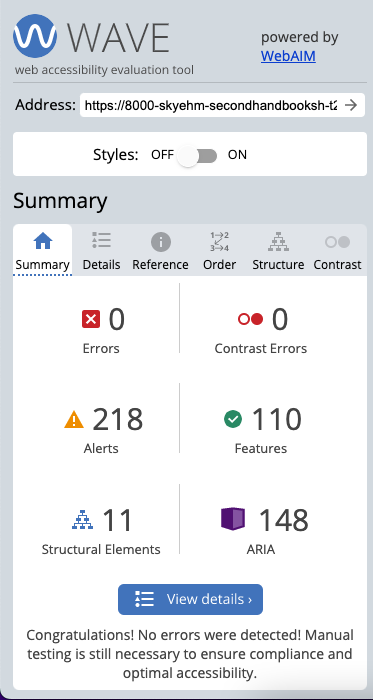 WAVE
web accessibility evaluation tool
powered by
WebAIM
Address: https://8000-skyehm-secondhandbooksh-t2
Styles: OFF ON
Summary
Summary Details Reference Order Structure Contrast
0
Errors
0
Contrast Errors
218
Alerts
110
Features
11
Structural Elements
148
ARIA
View details ›
Congratulations! No errors were detected! Manual
testing is still necessary to ensure compliance and
optimal accessibility.